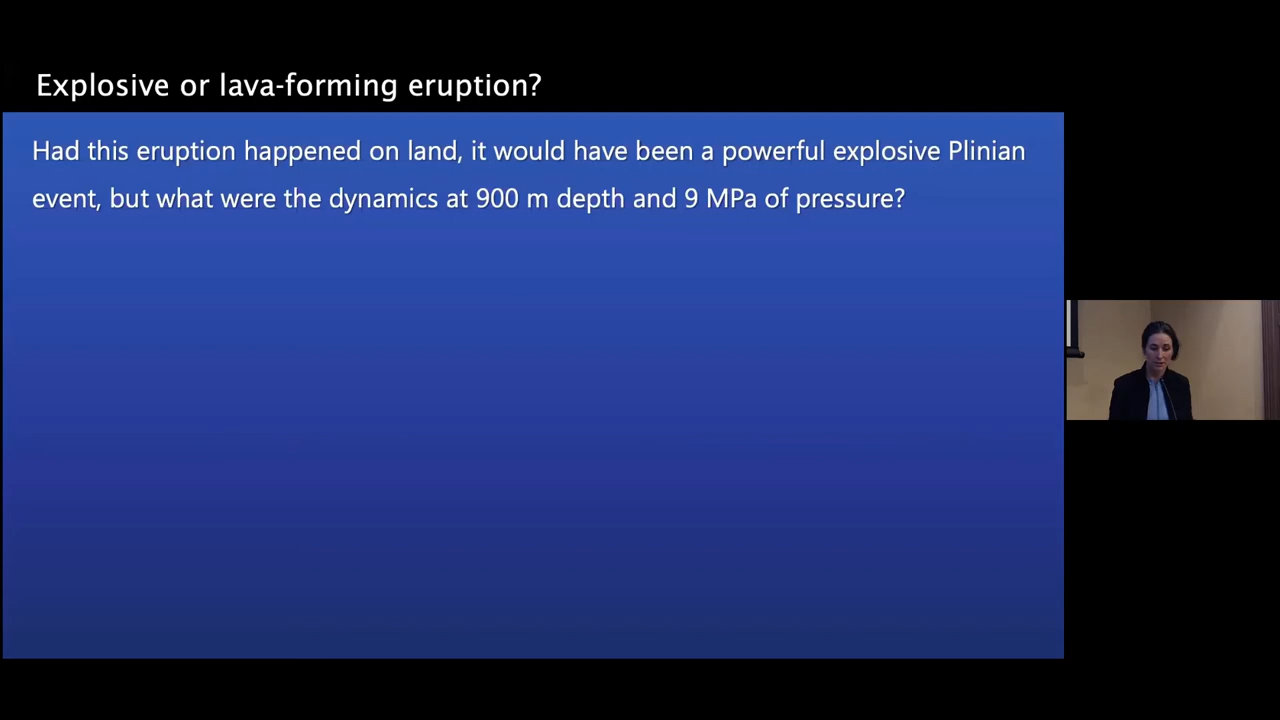 Explosive or lava-forming eruption?
Had this eruption happened on land, it would have been a powerful explosive Plinian
event, but what were the dynamics at 900 m depth and 9 MPa of pressure?